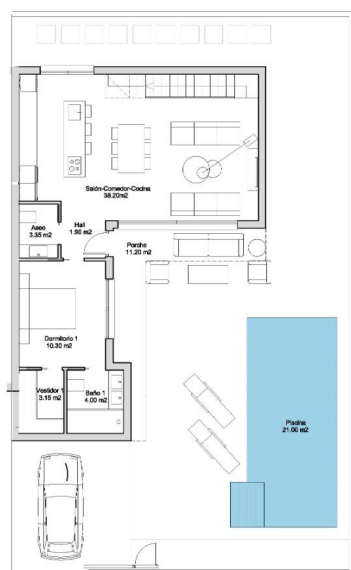 Salón-Comedor-Cocina
38.20m2
Aseo
3.35 m2
Hall
1.90 m2
Porche
11.20 m2
Dormitorio 1
10.30 m2
Vestidor 1
3.15 m2
Baño 1
4.00 m2
Piscina
21.00 m2